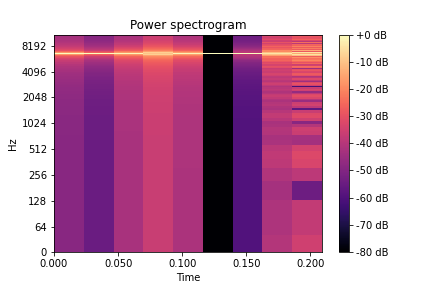 Power spectrogram
8192
4096
2048
1024
512
256
128
64
0
Hz
0.000 0.050 0.100 0.150 0.200
Time
+0 dB
-10 dB
-20 dB
-30 dB
-40 dB
-50 dB
-60 dB
-70 dB
-80 dB